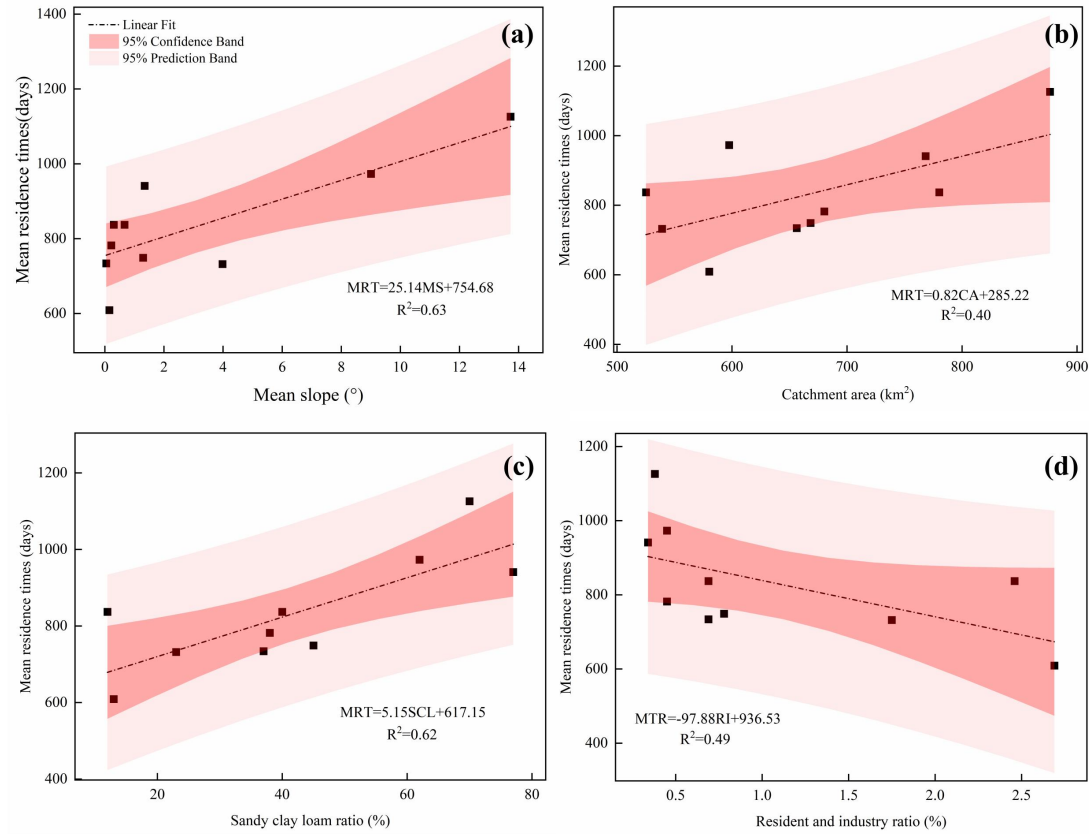 Linear Fit
95% Confidence Band
95% Prediction Band
(a)
1400
1200
1000
800
600
Mean residence times(days)
MRT=25.14MS+754.68
R²=0.63
0 2 4 6 8 10 12 14
Mean slope (°)
(b)
1200
1000
800
600
400
Mean residence times (days)
MRT=0.82CA+285.22
R²=0.40
500 600 700 800 900
Catchment area (km²)
(c)
1200
1000
800
600
400
Mean residence times (days)
MRT=5.15SCL+617.15
R²=0.62
20 40 60 80
Sandy clay loam ratio (%)
(d)
1200
1000
800
600
400
Mean residence times (days)
MTR=-97.88RI+936.53
R²=0.49
0.5 1.0 1.5 2.0 2.5
Resident and industry ratio (%)